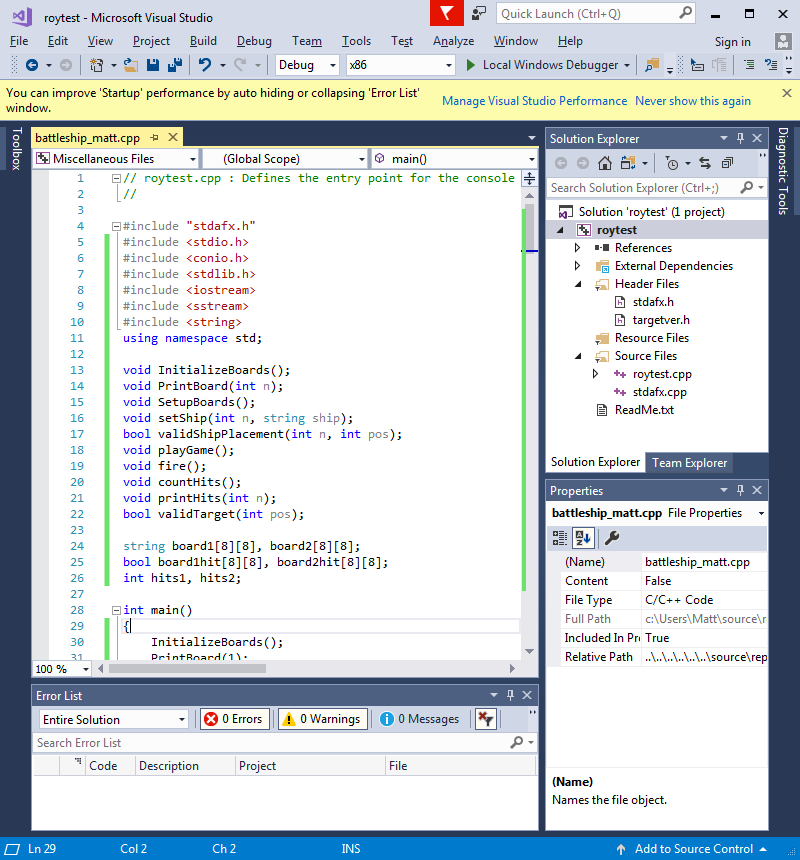 roytest - Microsoft Visual Studio
Quick Launch (Ctrl+Q)
File Edit View Project Build Debug Team Tools Test Analyze Window Help Sign in
Debug x86 Local Windows Debugger
You can improve 'Startup' performance by auto hiding or collapsing 'Error List' window.
Manage Visual Studio Performance Never show this again
Toolbox
battleship_matt.cpp
Miscellaneous Files (Global Scope) main()
1 // roytest.cpp : Defines the entry point for the console
2 //
3
4 #include "stdafx.h"
5 #include <stdio.h>
6 #include <conio.h>
7 #include <stdlib.h>
8 #include <iostream>
9 #include <sstream>
10 #include <string>
11 using namespace std;
12
13 void InitializeBoards();
14 void PrintBoard(int n);
15 void SetupBoards();
16 void setShip(int n, string ship);
17 bool validShipPlacement(int n, int pos);
18 void playGame();
19 void fire();
20 void countHits();
21 void printHits(int n);
22 bool validTarget(int pos);
23
24 string board1[8][8], board2[8][8];
25 bool board1hit[8][8], board2hit[8][8];
26 int hits1, hits2;
27
28 int main()
29 {
30 InitializeBoards();
31 PrintBoard(1);
100 %
Error List
Entire Solution 0 Errors 0 Warnings 0 Messages
Search Error List
Code Description Project File
Solution Explorer
Search Solution Explorer (Ctrl+;)
Solution 'roytest' (1 project)
roytest
References
External Dependencies
Header Files
stdafx.h
targetver.h
Resource Files
Source Files
roytest.cpp
stdafx.cpp
ReadMe.txt
Solution Explorer Team Explorer
Properties
battleship_matt.cpp File Properties
(Name) battleship_matt.cpp
Content False
File Type C/C++ Code
Full Path c:\Users\Matt\source\r
Included In Pr True
Relative Path ..\..\..\..\..\..\source\rep
(Name)
Names the file object.
Diagnostic Tools
Ln 29 Col 2 Ch 2 INS Add to Source Control